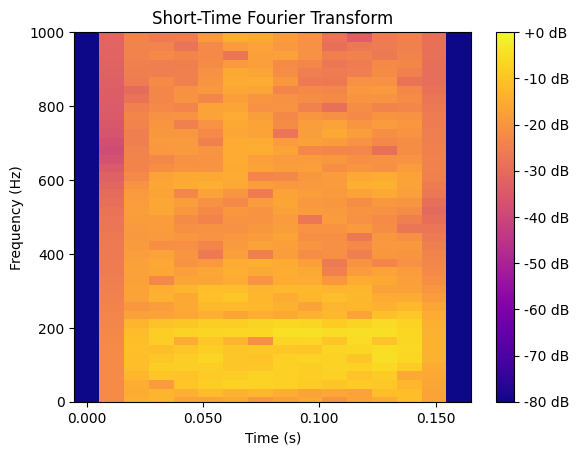 Short-Time Fourier Transform
1000
800
600
400
200
0
Frequency (Hz)
0.000
0.050
0.100
0.150
Time (s)
+0 dB
-10 dB
-20 dB
-30 dB
-40 dB
-50 dB
-60 dB
-70 dB
-80 dB